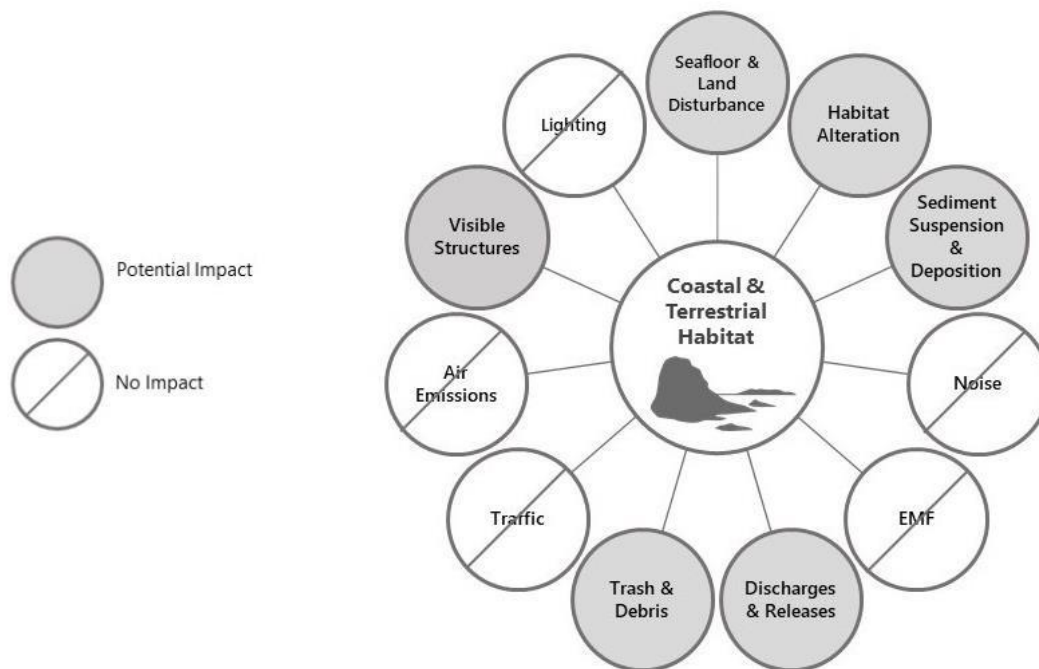 Potential Impact
No Impact
Seafloor &
Land
Disturbance
Habitat
Alteration
Sediment
Suspension
&
Deposition
Noise
EMF
Discharges
& Releases
Trash &
Debris
Traffic
Air
Emissions
Visible
Structures
Lighting
Coastal &
Terrestrial
Habitat